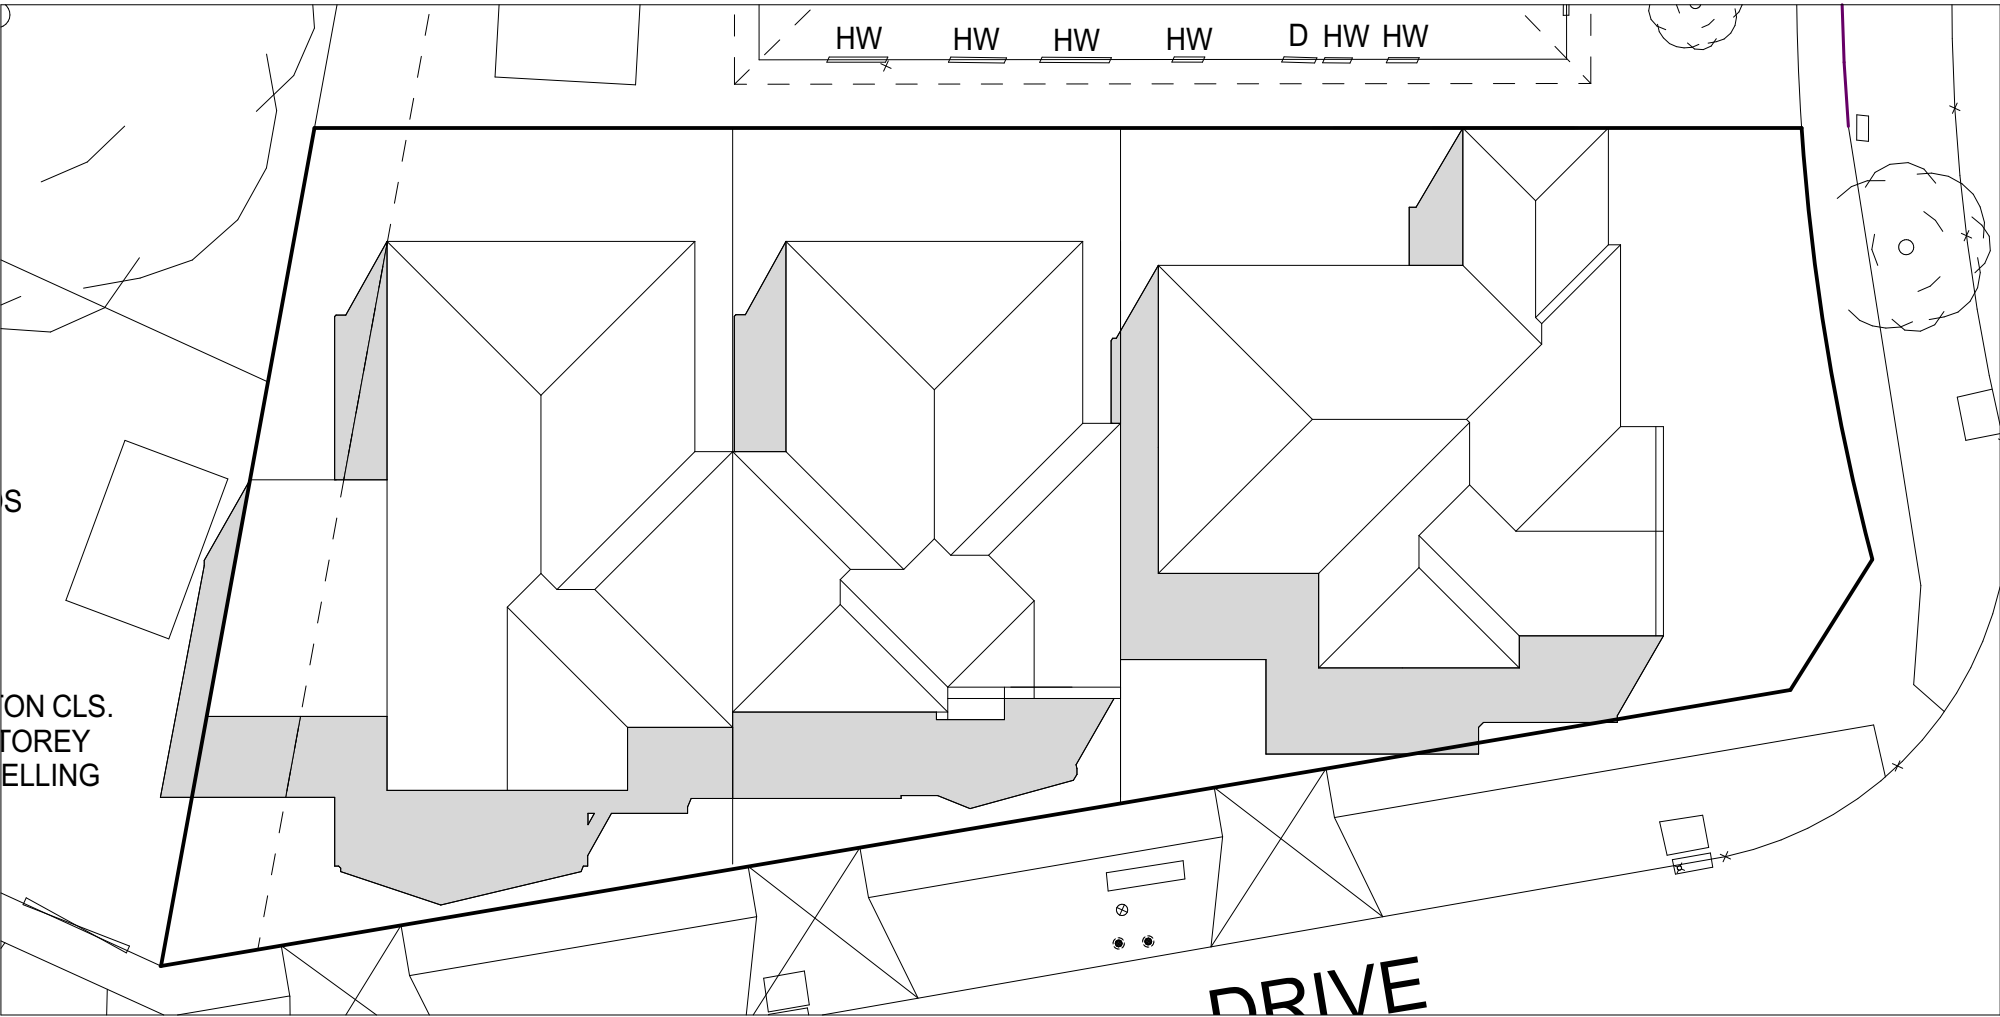 HW HW HW HW D HW HW
S
TON CLS.
TOREY
ELLING
DRIVE